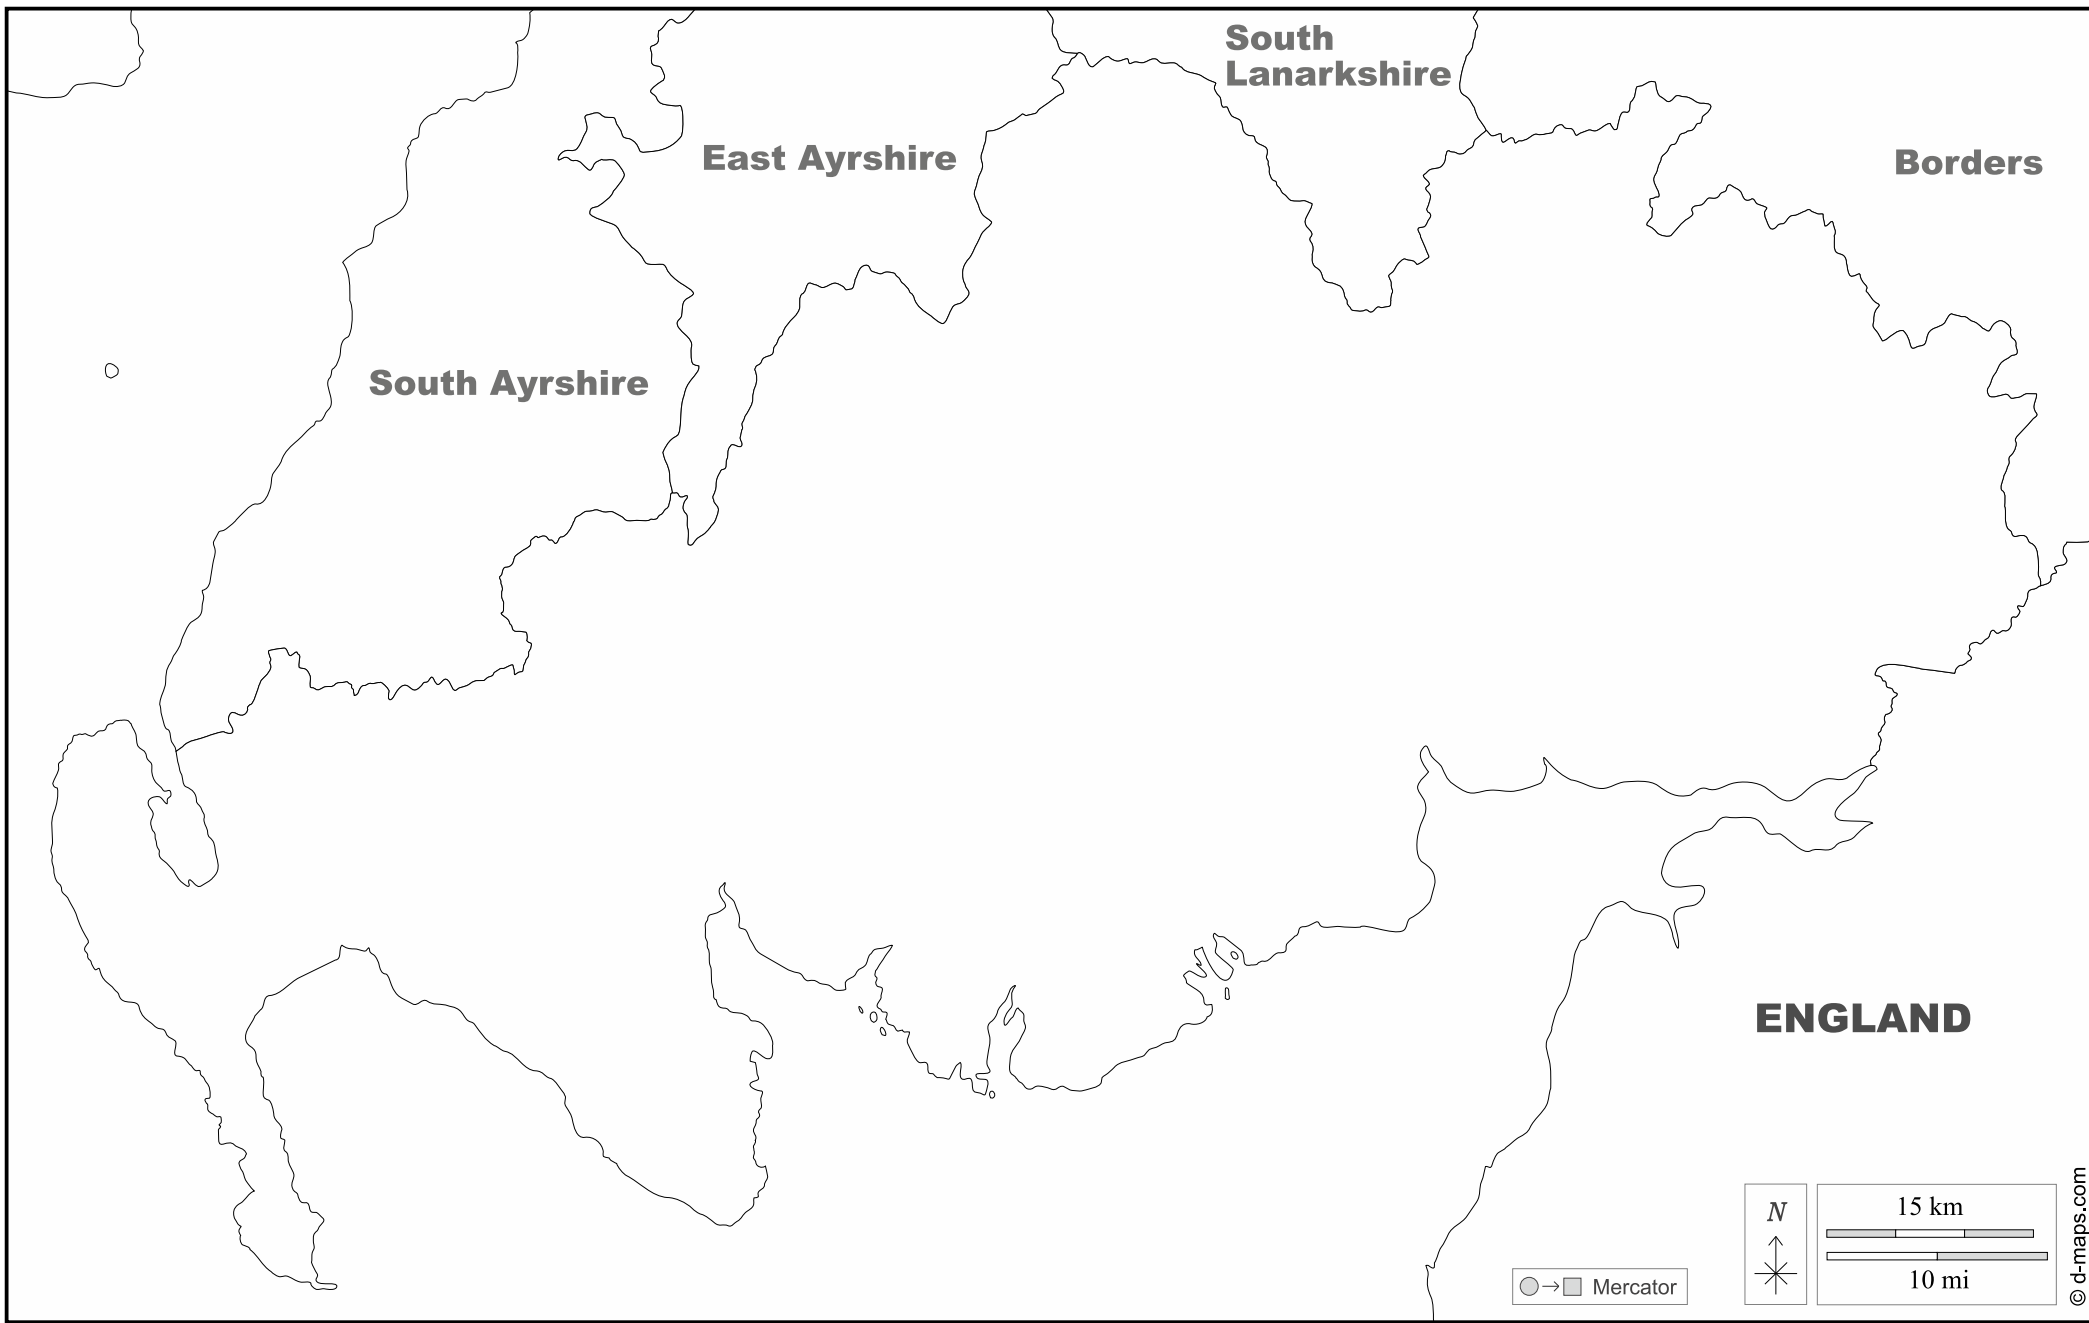 South
Lanarkshire
East Ayrshire
Borders
South Ayrshire
ENGLAND
N
15 km
10 mi
Mercator
© d-maps.com